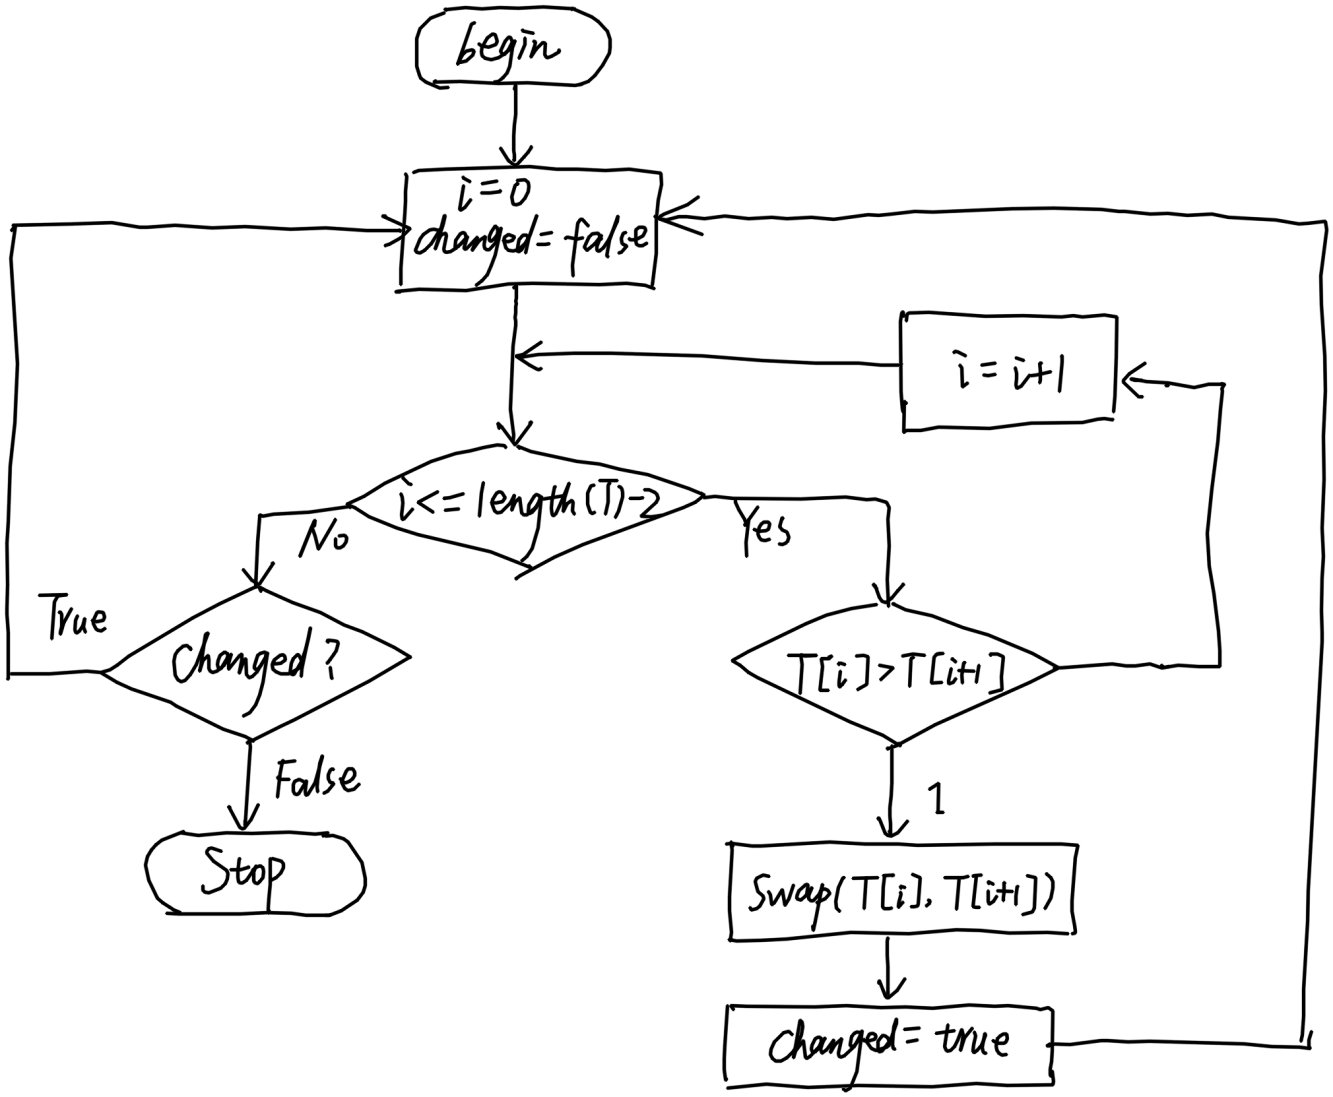 begin
i=0
changed=false
i=i+1
i<=length(T)-2
No
Yes
True
changed?
T[i]>T[i+1]
False
1
Stop
Swap(T[i], T[i+1])
changed=true